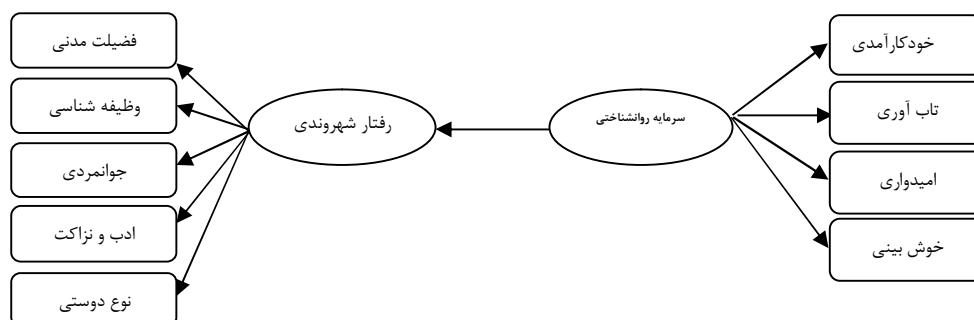 خودکارآمدی
تاب آوری
امیدواری
خوش بینی
سرمایه روانشناختی
رفتار شهروندی
فضیلت مدنی
وظیفه شناسی
جوانمردی
ادب و نزاکت
نوع دوستی